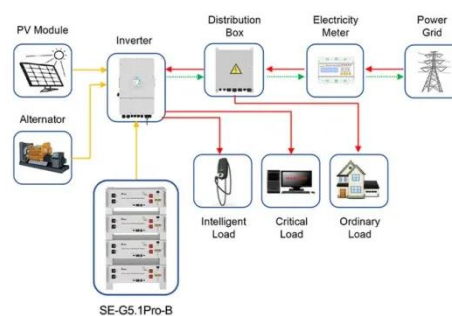 PV Module
Inverter
Distribution
Box
Electricity
Meter
Power
Grid
Alternator
Intelligent
Load
Critical
Load
Ordinary
Load
SE-G5.1Pro-B